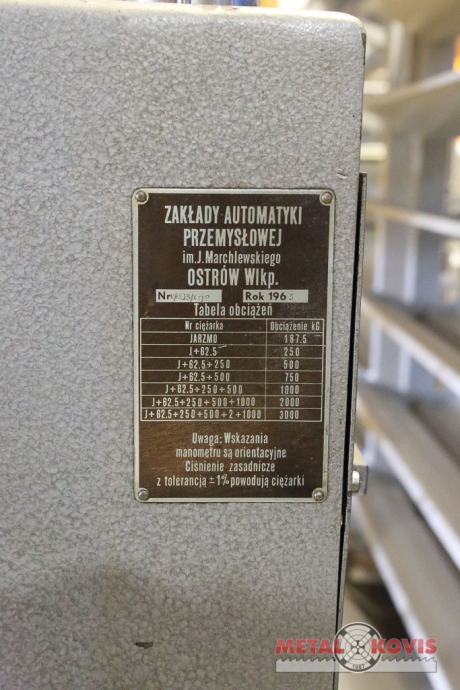 ZAKŁADY AUTOMATYKI
PRZEMYSŁOWEJ
im. J. Marchlewskiego
OSTRÓW Wlkp.
Nr Rok 196
Tabela obciążeń
Nr ciężarka Obciążenie kG
JARZMO 187.5
J+62.5 250
J+62.5+250 500
J+62.5+500 750
J+62.5+250+500 1000
J+62.5+250+500+1000 2000
J+62.5+250+500+2+1000 3000
Uwaga: Wskazania
manometru są orientacyjne
Ciśnienie zasadnicze
z tolerancją ±1% powodują ciężarki
METAL KOVIS
1987